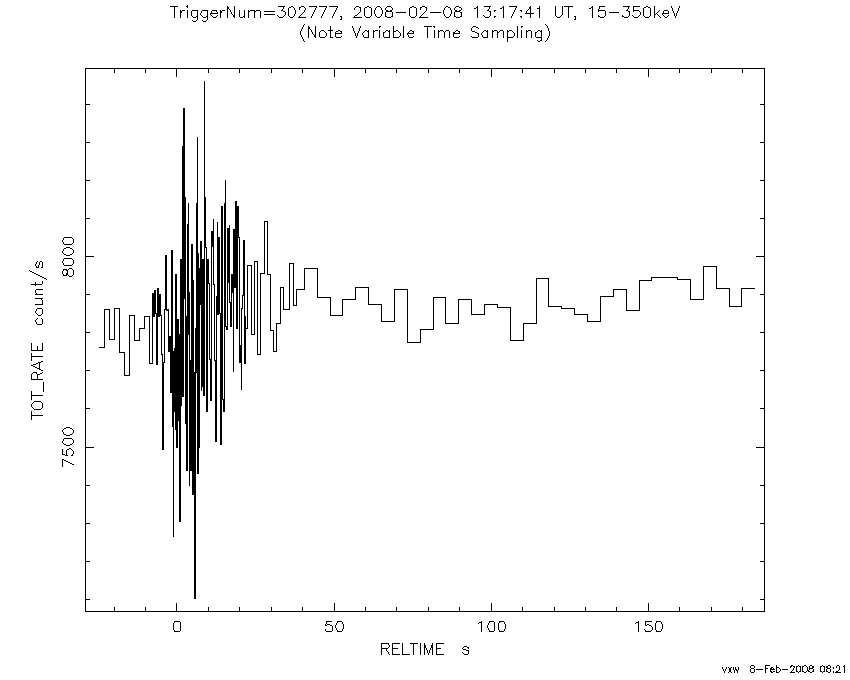 TriggerNum=302777, 2008-02-08 13:17:41 UT, 15-350keV
(Note Variable Time Sampling)
TOT_RATE count/s
8000
7500
0 50 100 150
RELTIME s
vxw 8-Feb-2008 08:21